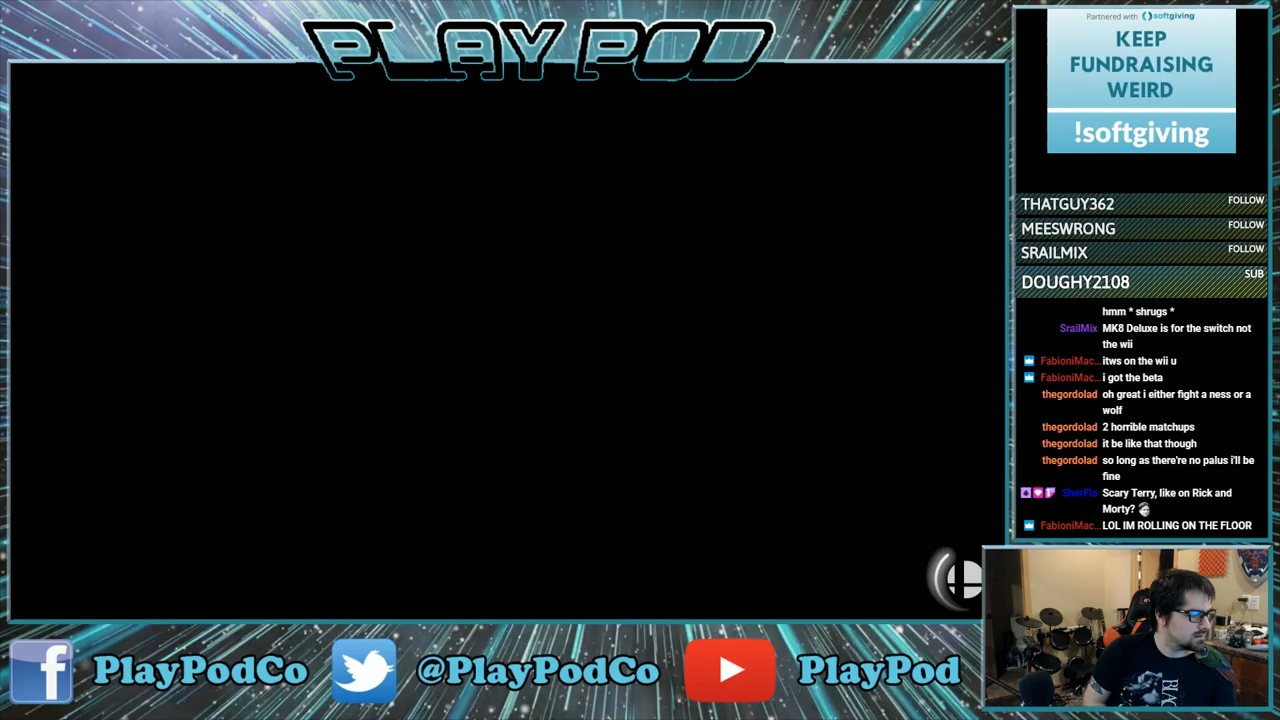 PLAY POD
Partnered with softgiving
KEEP
FUNDRAISING
WEIRD
!softgiving
THATGUY362 FOLLOW
MEESWRONG FOLLOW
SRAILMIX FOLLOW
DOUGHY2108 SUB
hmm * shrugs *
SrailMix MK8 Deluxe is for the switch not
the wii
FabioniMac... itws on the wii u
FabioniMac... i got the beta
thegordolad oh great i either fight a ness or a
wolf
thegordolad 2 horrible matchups
thegordolad it be like that though
thegordolad so long as there're no palus i'll be
fine
SherFlo Scary Terry, like on Rick and
Morty?
FabioniMac... LOL IM ROLLING ON THE FLOOR
PlayPodCo
@PlayPodCo
PlayPod